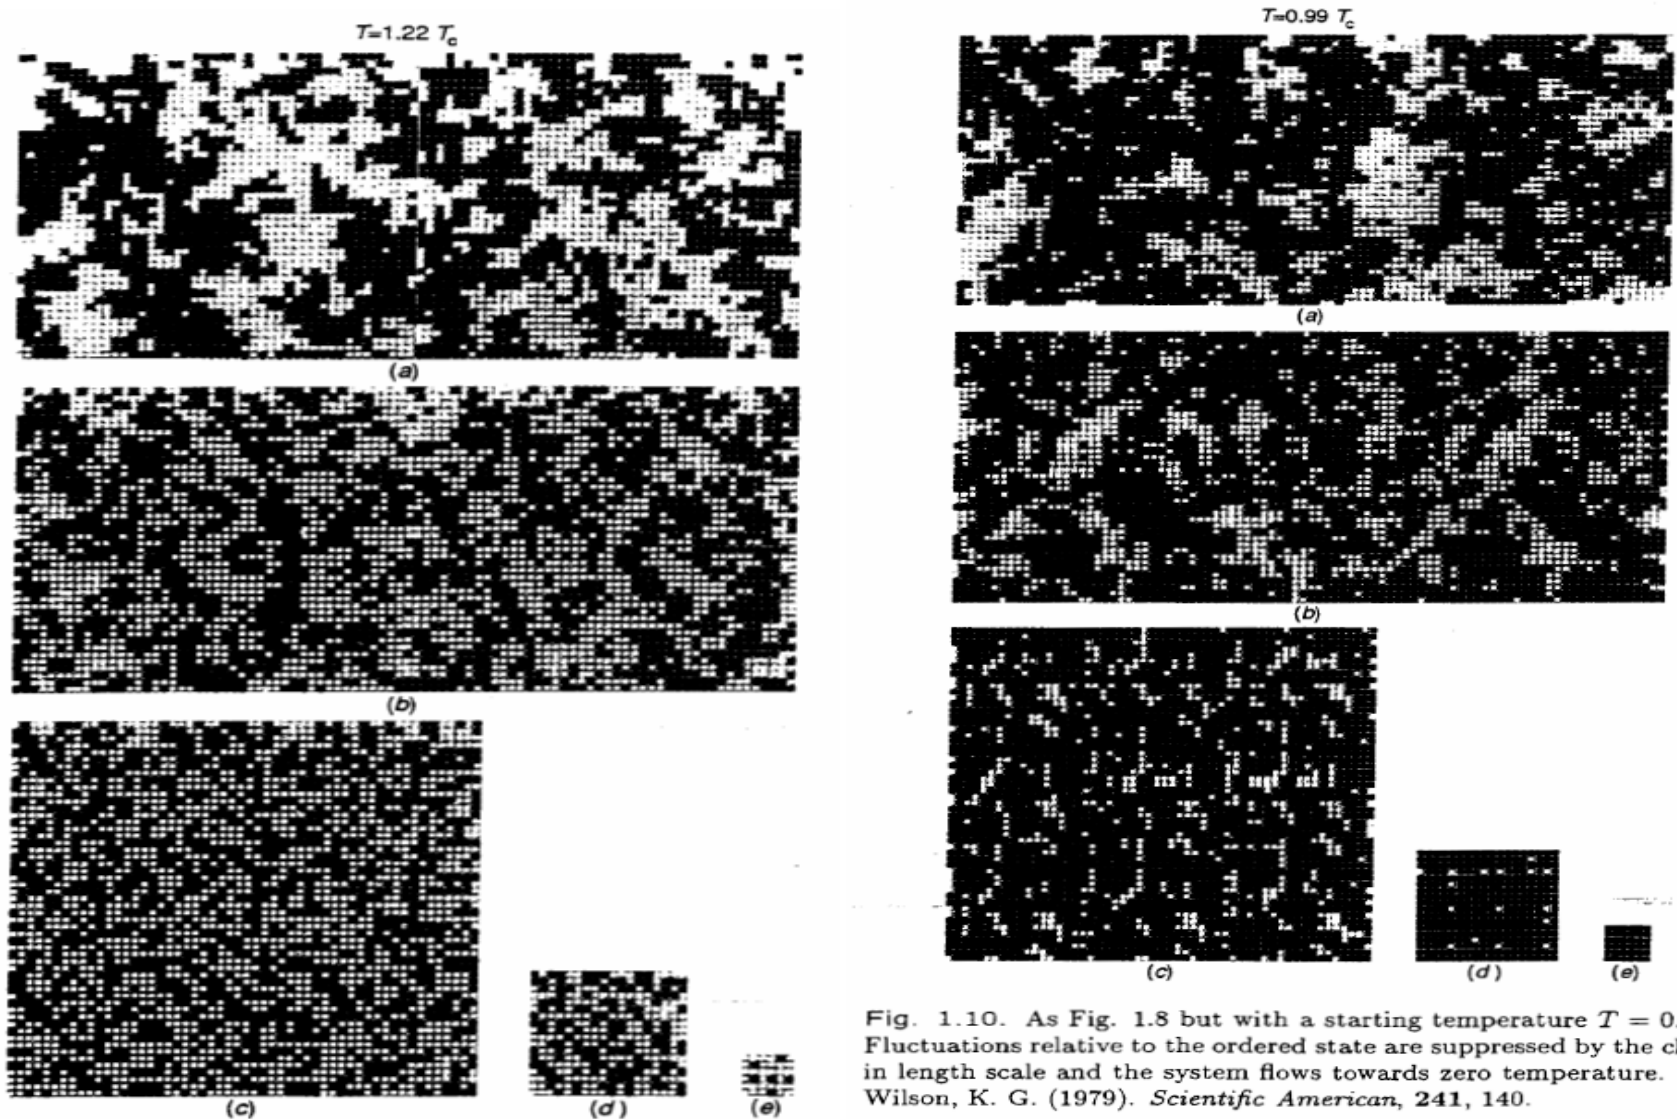 T=1.22 Tc
(a)
(b)
(c)
(d)
(e)
T=0.99 Tc
(a)
(b)
(c)
(d)
(e)
Fig. 1.10. As Fig. 1.8 but with a starting temperature T = 0.
Fluctuations relative to the ordered state are suppressed by the
in length scale and the system flows towards zero temperature.
Wilson, K. G. (1979). Scientific American, 241, 140.